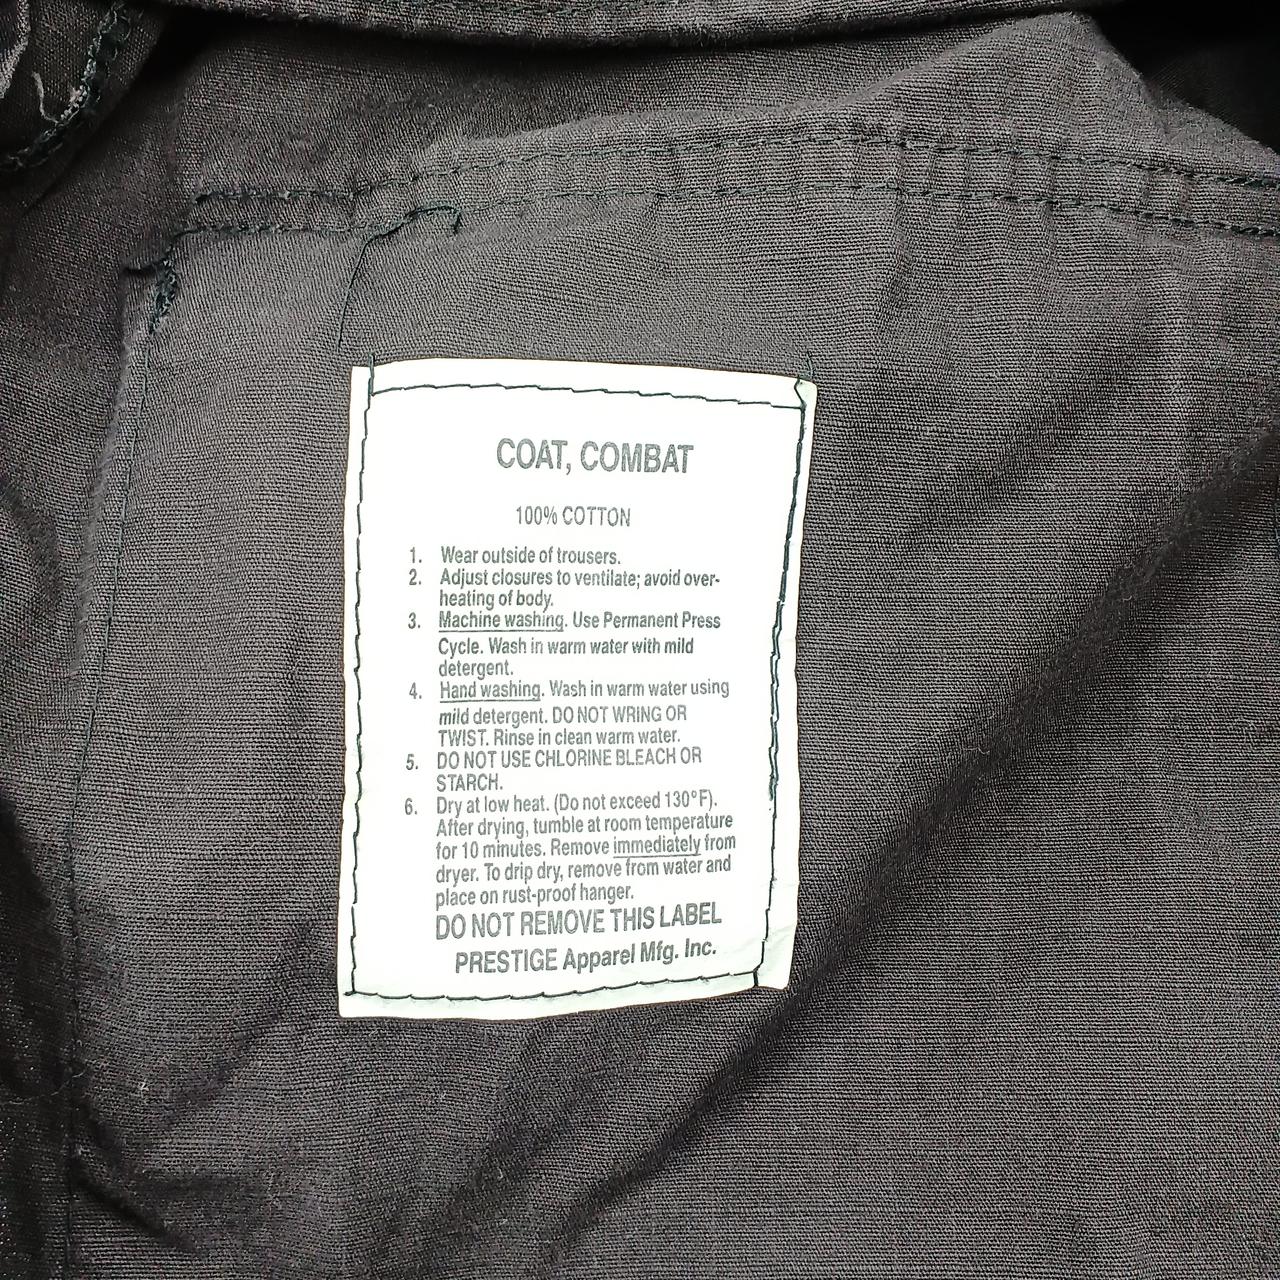 COAT, COMBAT
100% COTTON
1. Wear outside of trousers.
2. Adjust closures to ventilate; avoid over-
heating of body.
3. Machine washing. Use Permanent Press
Cycle. Wash in warm water with mild
detergent.
4. Hand washing. Wash in warm water using
mild detergent. DO NOT WRING OR
TWIST. Rinse in clean warm water.
5. DO NOT USE CHLORINE BLEACH OR
STARCH.
6. Dry at low heat. (Do not exceed 130°F).
After drying, tumble at room temperature
for 10 minutes. Remove immediately from
dryer. To drip dry, remove from water and
place on rust-proof hanger.
DO NOT REMOVE THIS LABEL
PRESTIGE Apparel Mfg. Inc.